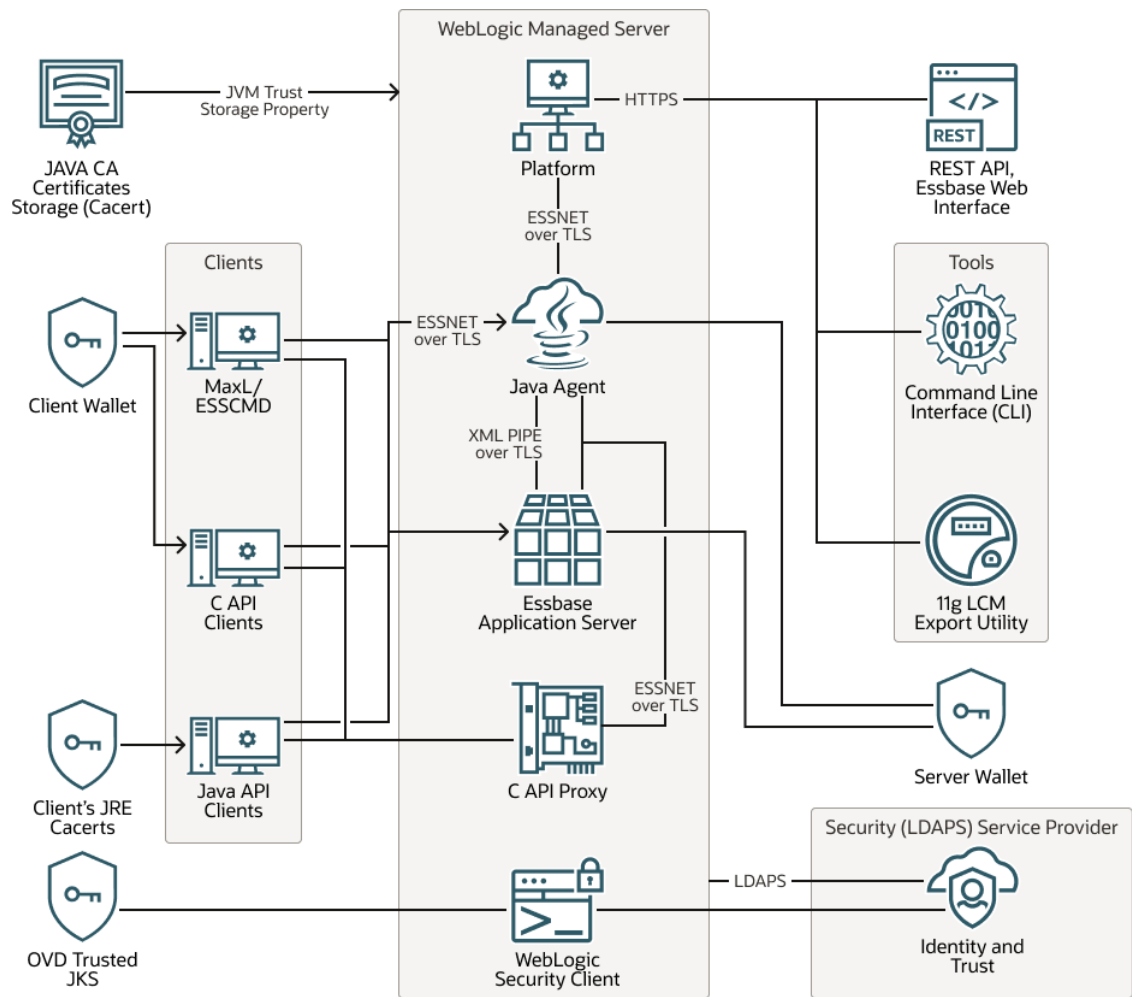 WebLogic Managed Server
JVM Trust
Storage Property
HTTPS
REST
JAVA CA
Certificates
Storage (Cacert)
Platform
REST API,
Essbase Web
Interface
ESSNET
over TLS
Clients
Tools
ESSNET
over TLS
0100
Client Wallet
MaxL/
ESSCMD
Java Agent
Command Line
Interface (CLI)
XML PIPE
over TLS
C API
Clients
Essbase
Application Server
11g LCM
Export Utility
ESSNET
over TLS
Client's JRE
Cacerts
Java API
Clients
C API Proxy
Server Wallet
Security (LDAPS) Service Provider
LDAPS
OVD Trusted
JKS
WebLogic
Security Client
Identity and
Trust